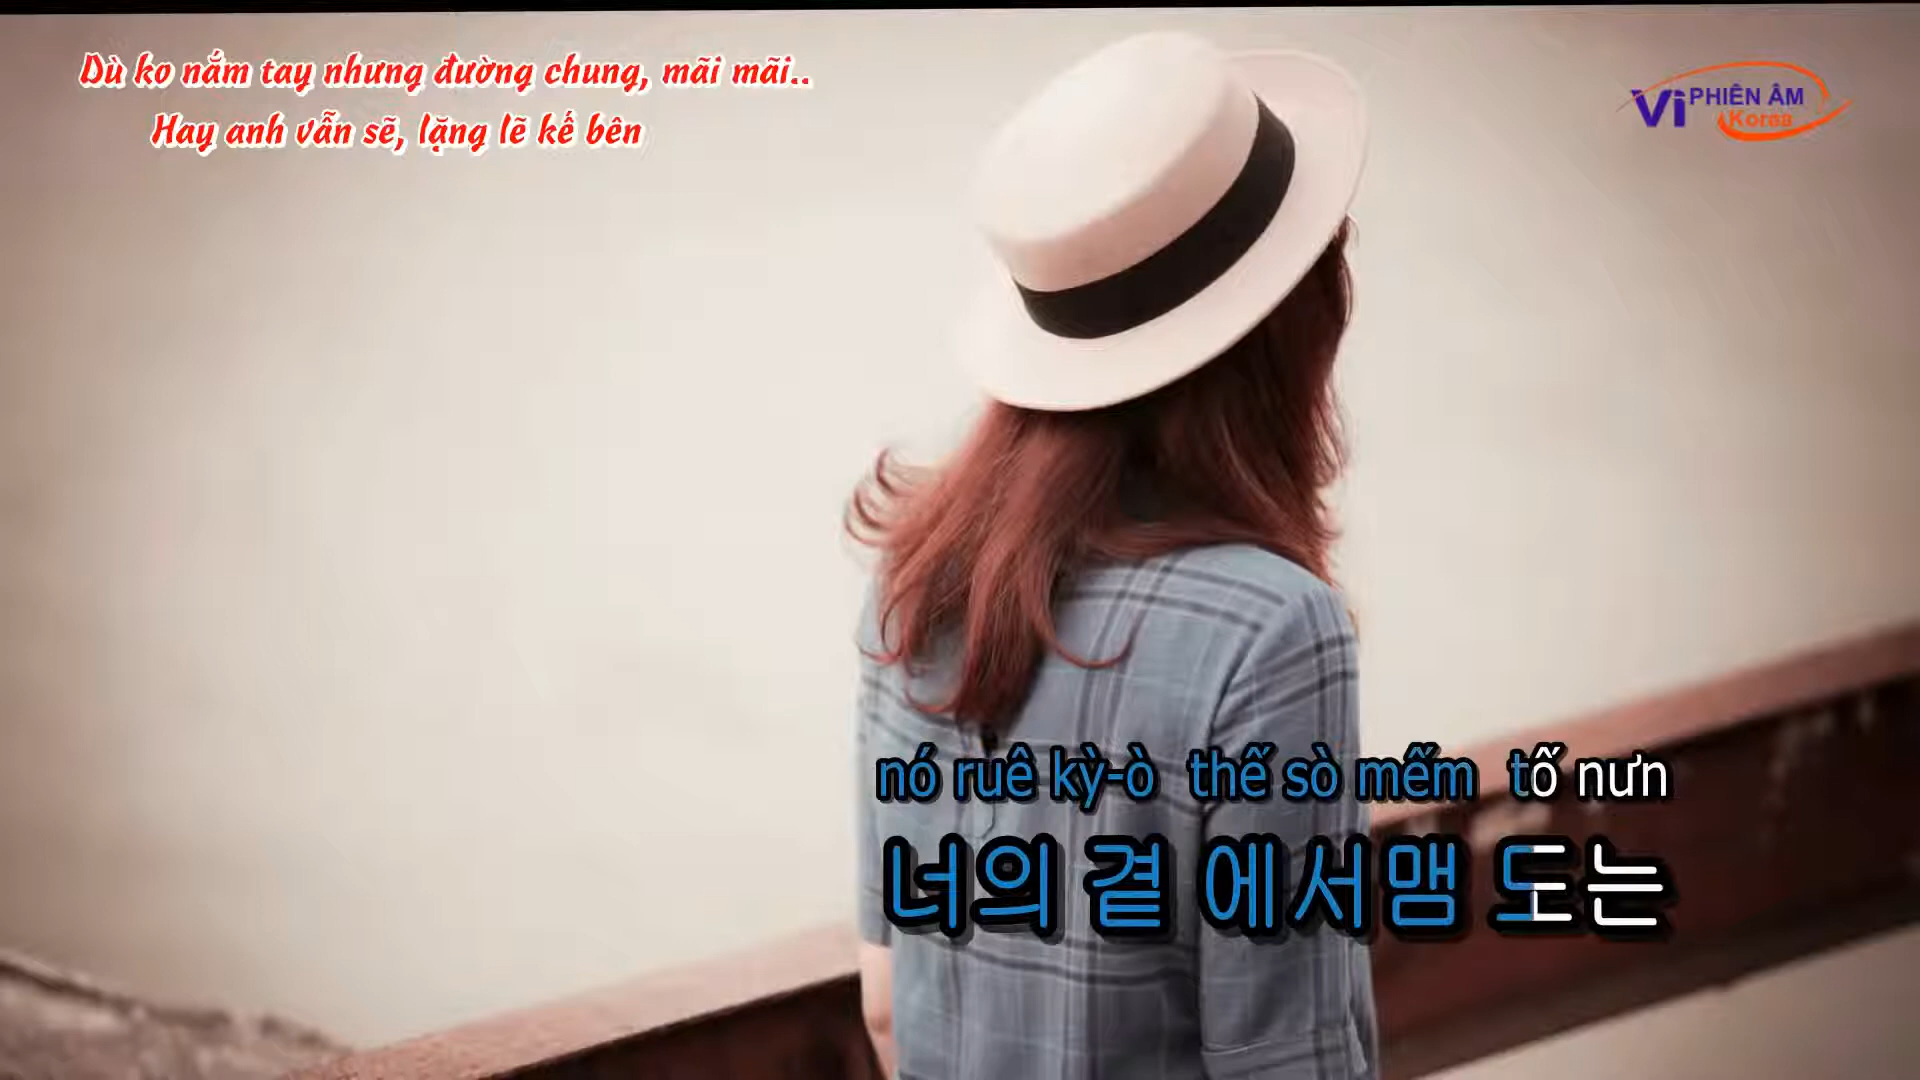 Dù ko nắm tay nhưng đường chung, mãi mãi..
Hay anh vẫn sẽ, lặng lẽ kế bên
Vi PHIÊN ÂM
Korea
nó ruê kỳ-ò thế sò mếm tố nưn
너의 곁 에서맴 도는